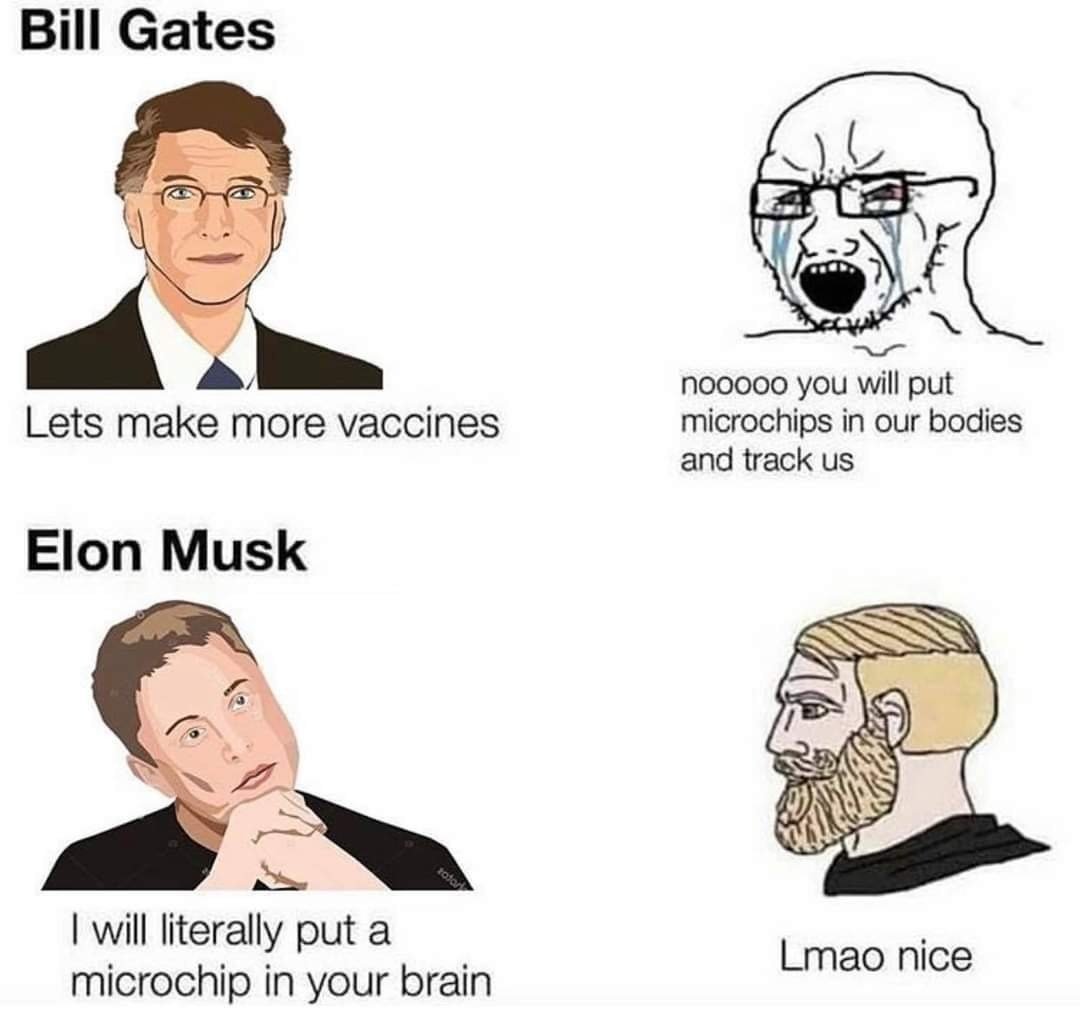 Bill Gates
Lets make more vaccines
nooooo you will put
microchips in our bodies
and track us
Elon Musk
I will literally put a
microchip in your brain
Lmao nice